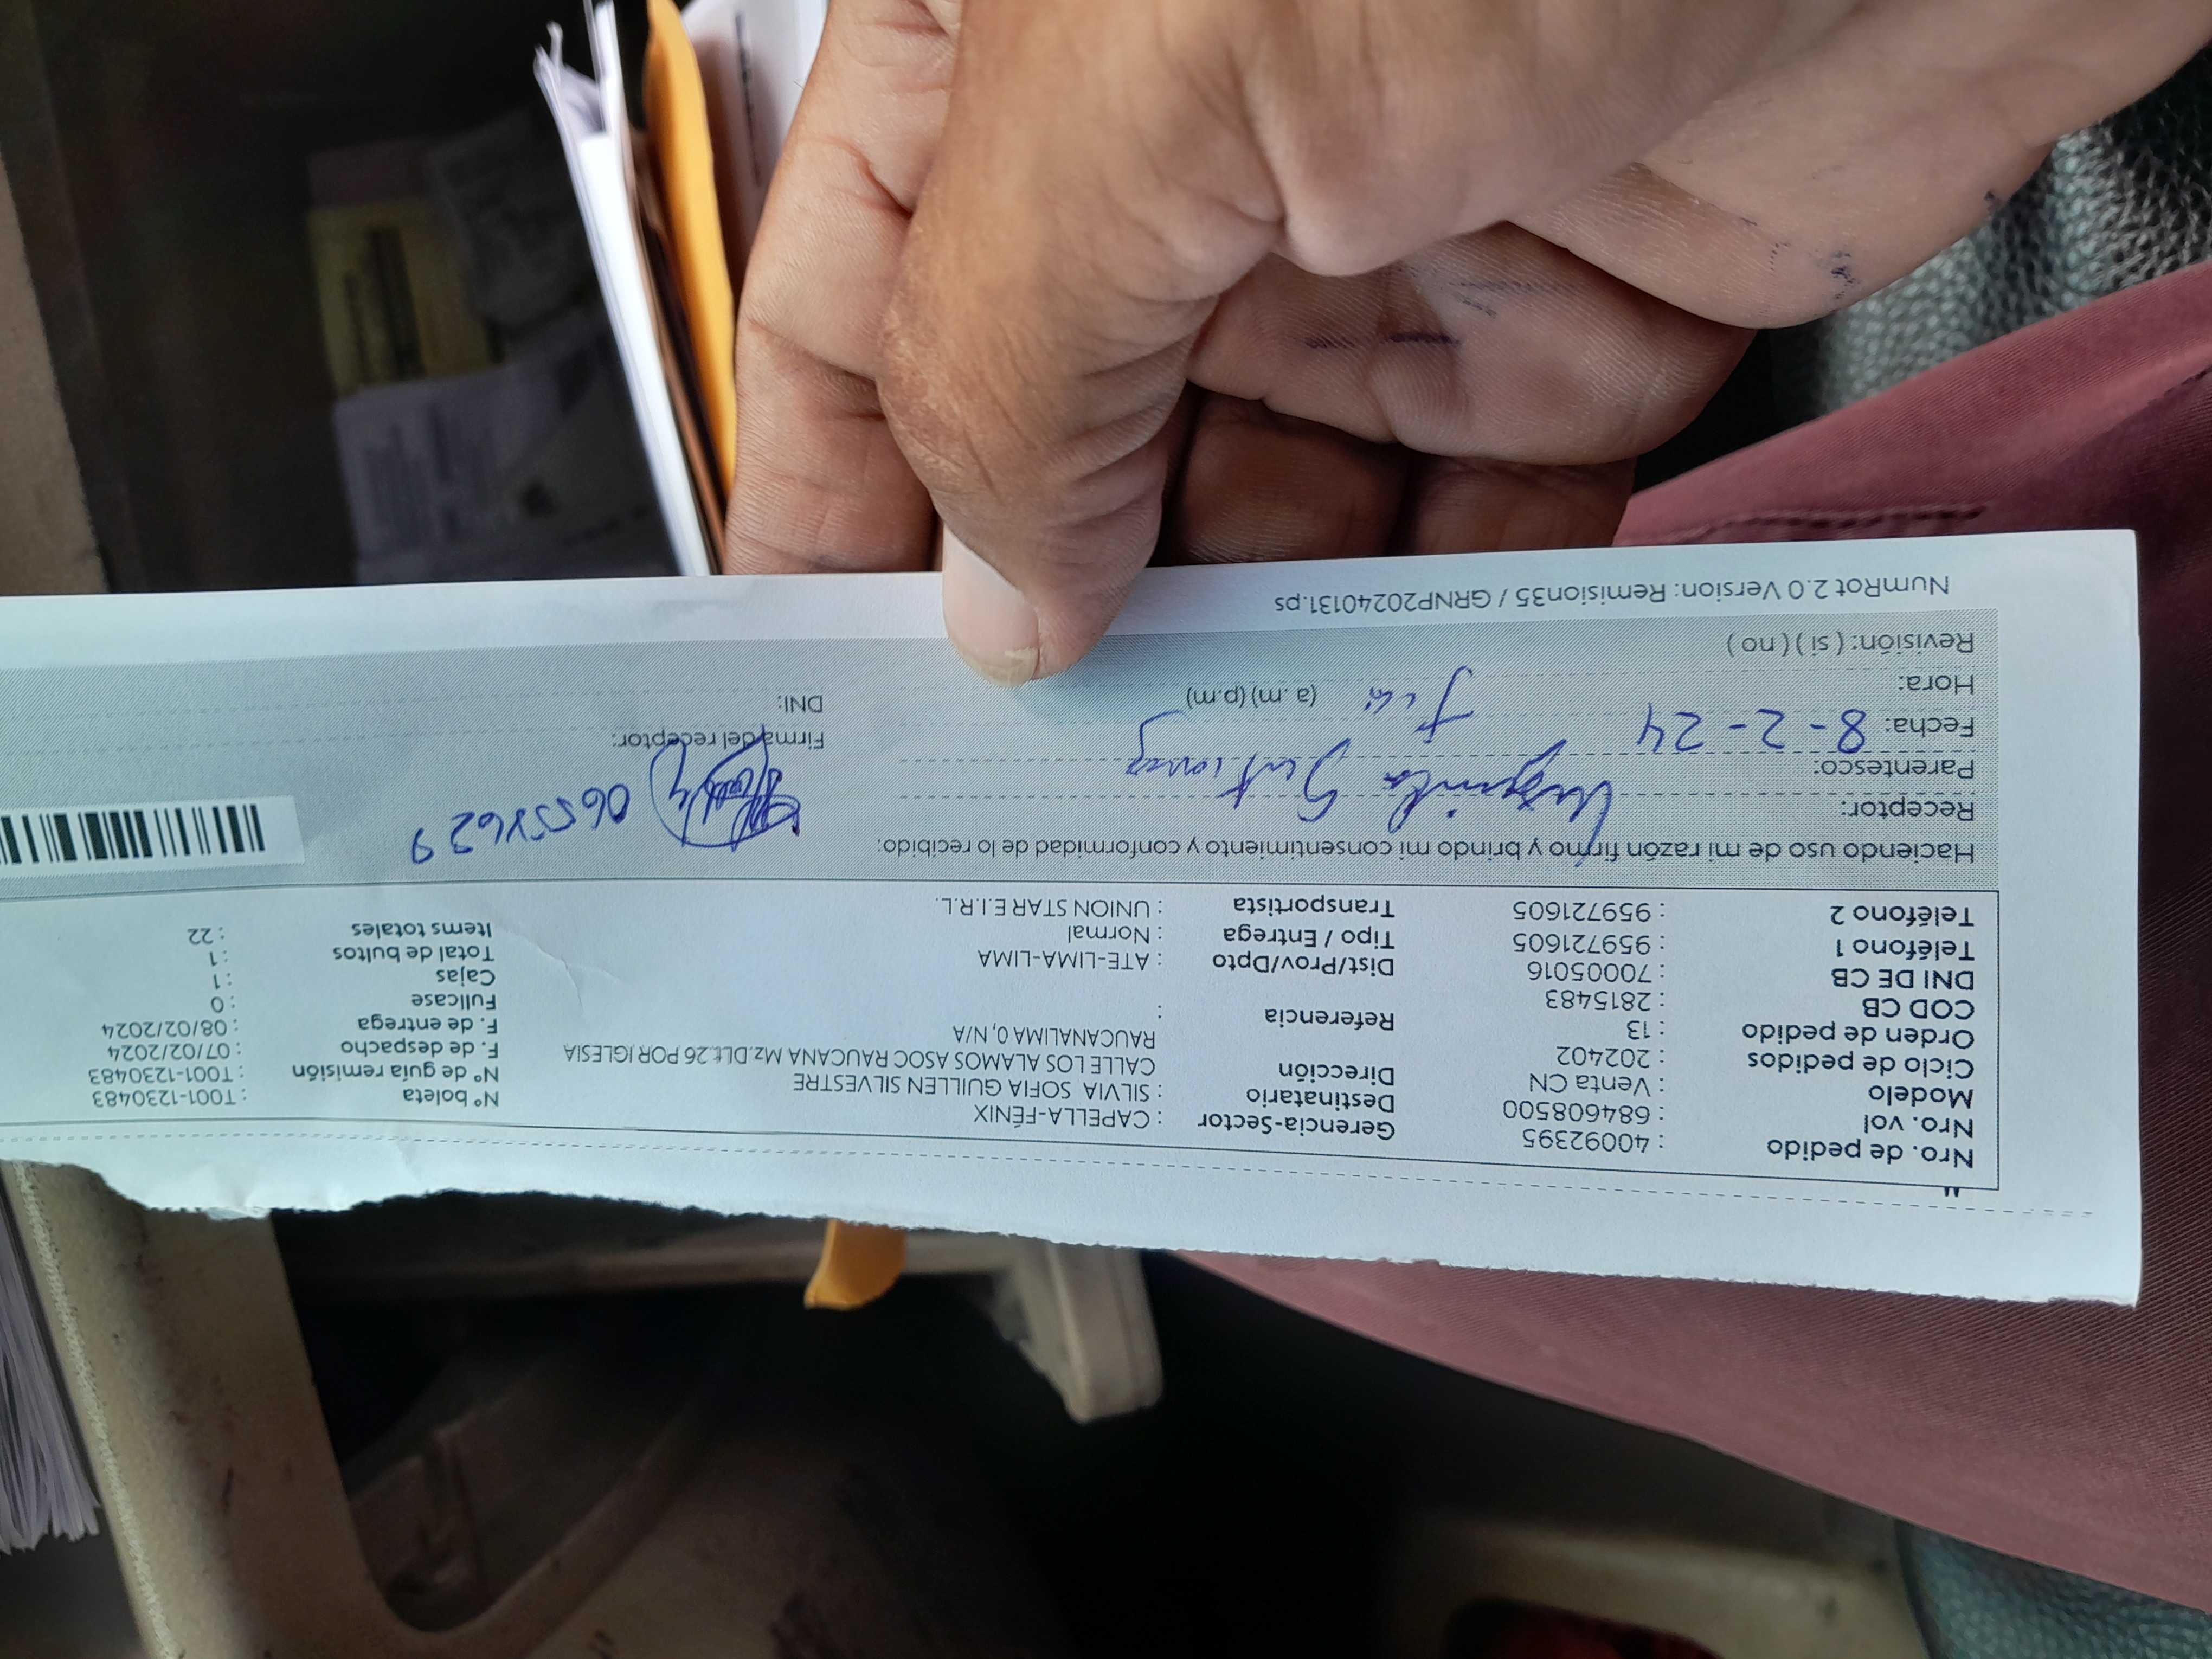 Nro. de pedido : 40092395 Gerencia-Sector : CAPELLA-FÉNIX Nº boleta : T001-1230483
Nro. vol : 684608500 Destinatario : SILVIA SOFIA GUILLEN SILVESTRE Nº de guía remisión : T001-1230483
Modelo : Venta CN Dirección CALLE LOS ALAMOS ASOC RAUCANA Mz.D Lt.26 POR IGLESIA F. de despacho : 07/02/2024
Ciclo de pedidos : 202402 RAUCANALIMA 0, N/A F. de entrega : 08/02/2024
Orden de pedido : 13 Referencia : Fullcase : 0
COD CB : 2815483 Cajas : 1
DNI DE CB : 70005016 Dist/Prov/Dpto : ATE-LIMA-LIMA Total de bultos : 1
Teléfono 1 : 959721605 Tipo / Entrega : Normal Items totales : 22
Teléfono 2 : 959721605 Transportista : UNION STAR E.I.R.L.
Haciendo uso de mi razón firmo y brindo mi consentimiento y conformidad de lo recibido:
Receptor:
Parentesco: Firma del receptor:
Fecha: 8-2-24 DNI:
Hora: (a.m) (p.m)
Revisión: ( si ) ( no )
NumRot 2.0 Version: Remision35 / GRNP20240131.ps